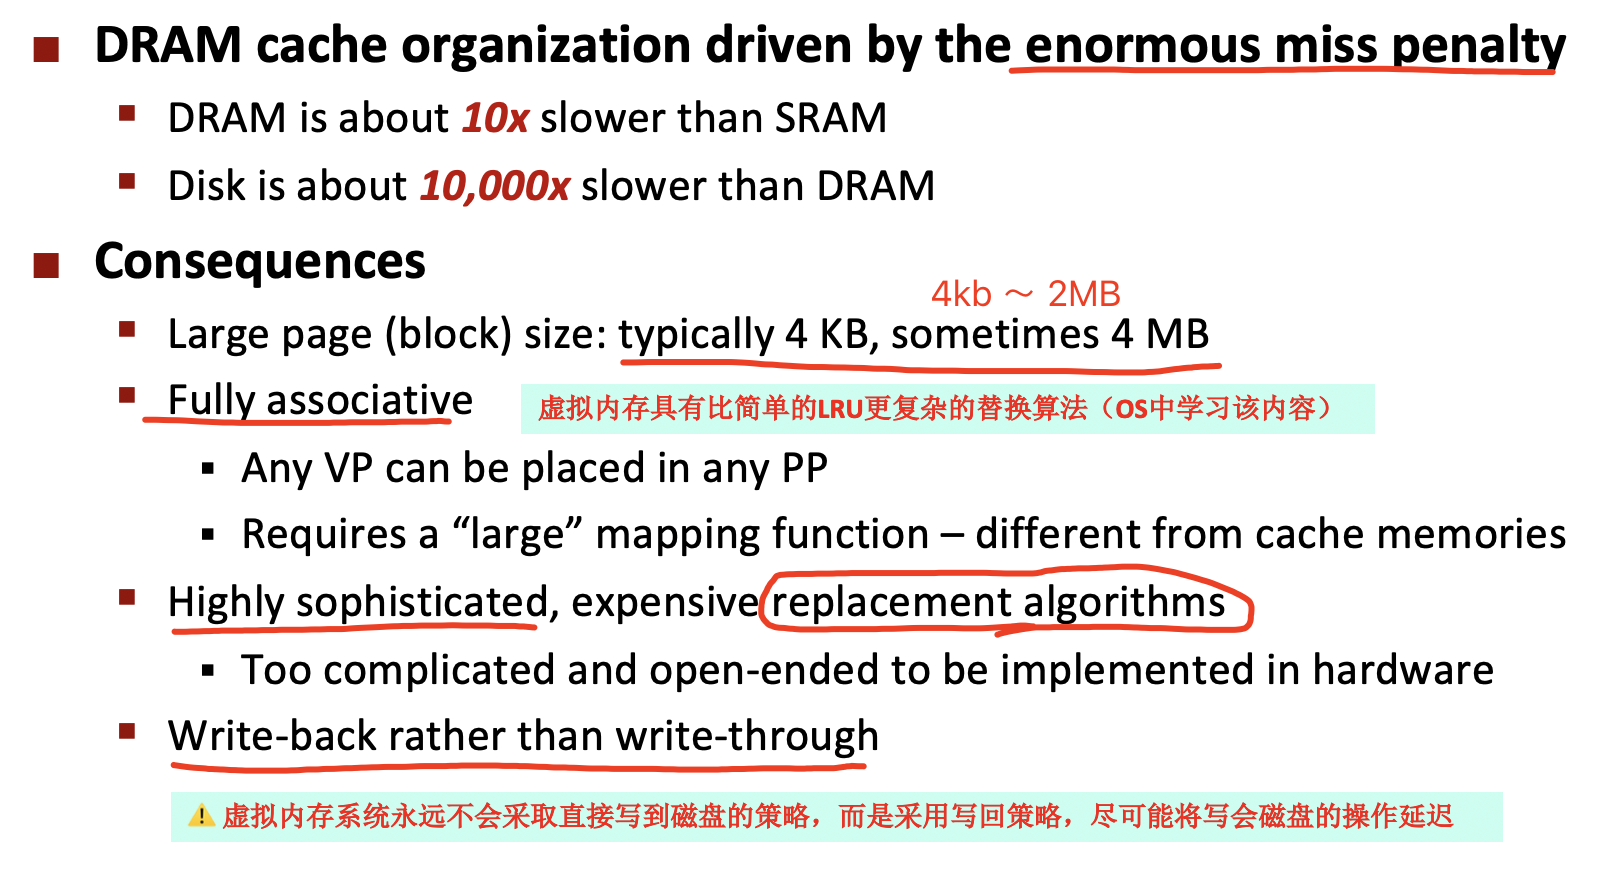 DRAM cache organization driven by the enormous miss penalty
DRAM is about 10x slower than SRAM
Disk is about 10,000x slower than DRAM
Consequences
4kb ～ 2MB
Large page (block) size: typically 4 KB, sometimes 4 MB
Fully associative
虚拟内存具有比简单的LRU更复杂的替换算法（OS中学习该内容）
Any VP can be placed in any PP
Requires a “large” mapping function – different from cache memories
Highly sophisticated, expensive replacement algorithms
Too complicated and open-ended to be implemented in hardware
Write-back rather than write-through
⚠️ 虚拟内存系统永远不会采取直接写到磁盘的策略，而是采用写回策略，尽可能将写会磁盘的操作延迟